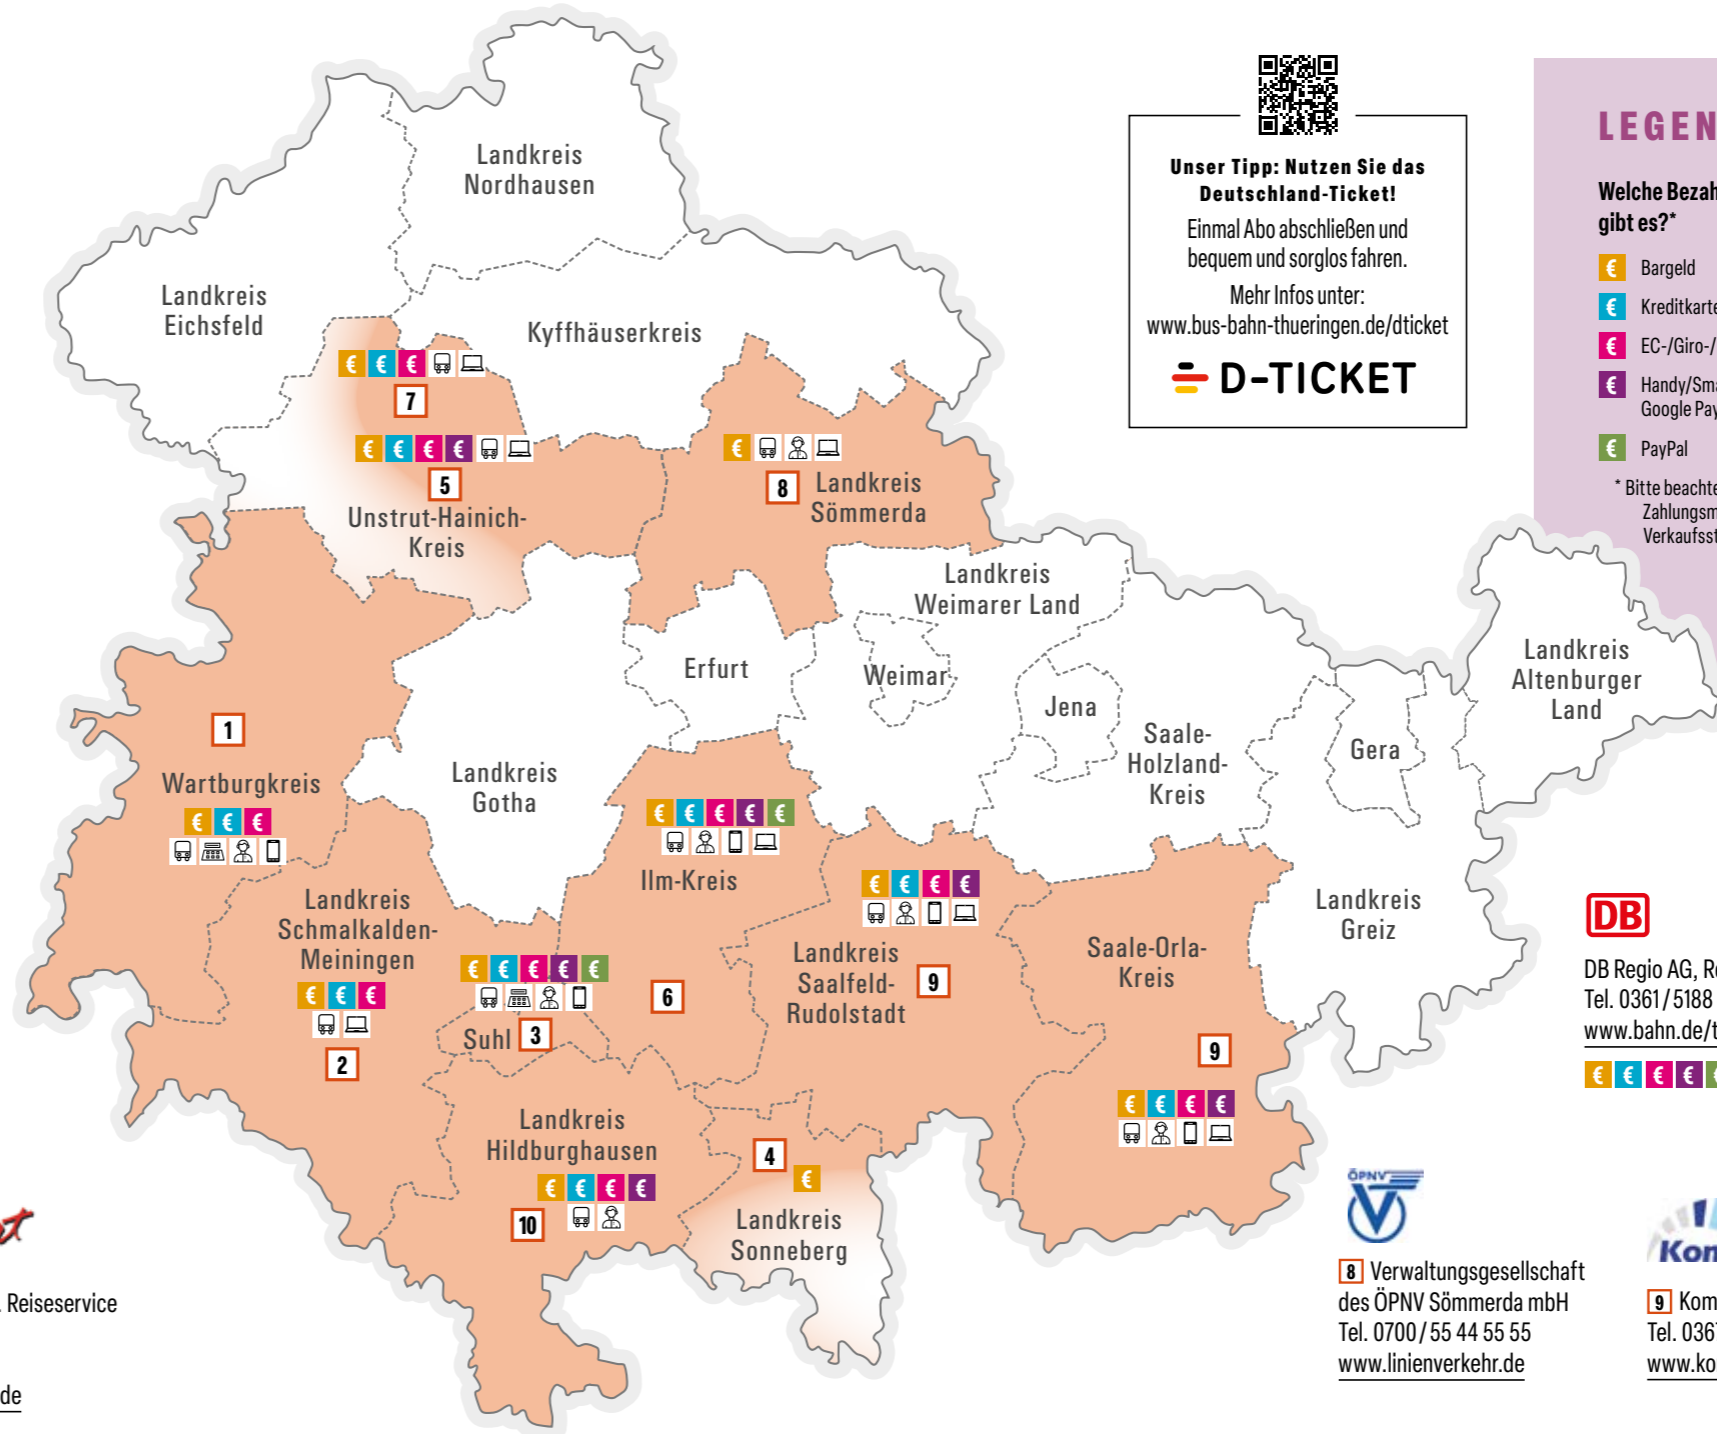 Landkreis
Nordhausen
Landkreis
Eichsfeld
Kyffhäuserkreis
€ € €
7
€ € € €
5
Unstrut-Hainich-
Kreis
€
8 Landkreis
Sömmerda
Landkreis
Weimarer Land
Erfurt
Weimar
Jena
Saale-
Holzland-
Kreis
Gera
Landkreis
Altenburger
Land
1
Wartburgkreis
€ € €
Landkreis
Gotha
€ € € € €
Ilm-Kreis
6
Landkreis
Schmalkalden-
Meiningen
€ € €
2
€ € € € €
Suhl 3
€ € € €
Landkreis
Saalfeld-
Rudolstadt
9
Saale-Orla-
Kreis
9
€ € € €
Landkreis
Greiz
Landkreis
Hildburghausen
€ € € €
10
4
€
Landkreis
Sonneberg
Unser Tipp: Nutzen Sie das
Deutschland-Ticket!
Einmal Abo abschließen und
bequem und sorglos fahren.
Mehr Infos unter:
www.bus-bahn-thueringen.de/dticket
D-TICKET
LEGEN
Welche Bezah
gibt es?*
€ Bargeld
€ Kreditkarte
€ EC-/Giro-/
€ Handy/Sma
Google Pay
€ PayPal
* Bitte beachte
Zahlungsm
Verkaufsst
DB
DB Regio AG, Re
Tel. 0361/5188
www.bahn.de/t
€ € € € €
ÖPNV
V
8 Verwaltungsgesellschaft
des ÖPNV Sömmerda mbH
Tel. 0700/55 44 55 55
www.linienverkehr.de
Kom
9 Kom
Tel. 0367
www.ko
. Reiseservice
de